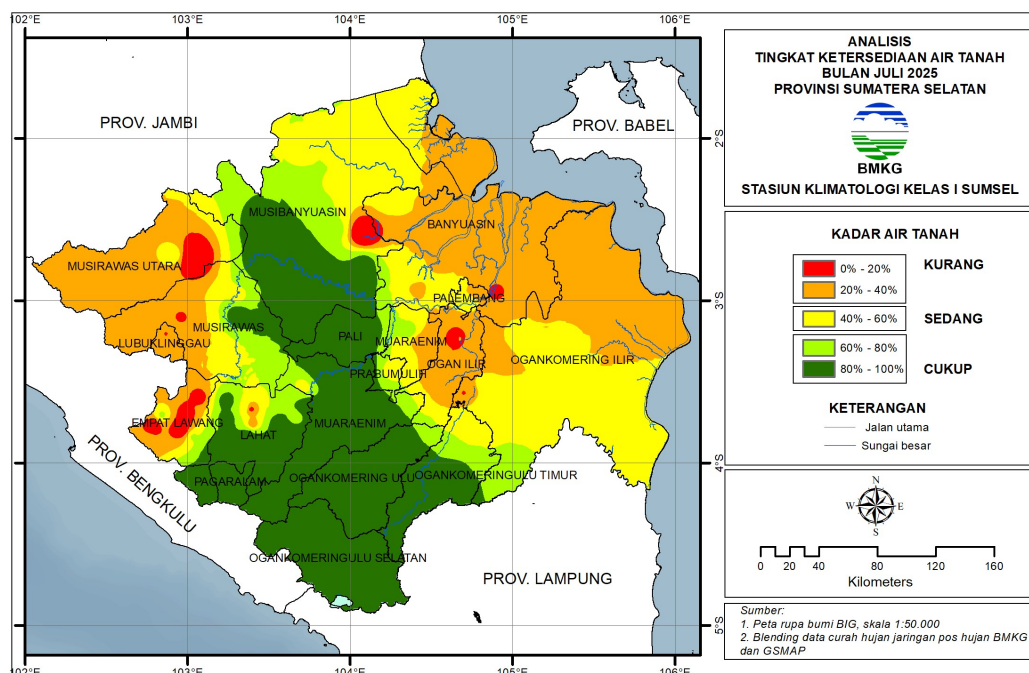 102°E
103°E
104°E
105°E
106°E
PROV. JAMBI
PROV. BABEL
2°S
MUSIBANYUASIN
BANYUASIN
MUSIRAWAS UTARA
PALEMBANG
3°S
MUSIRAWAS
LUBUKLINGGAU
PALI
MUARAENIM
OGAN ILIR
OGANKOMERING ILIR
PRABUMULIH
EMPAT LAWANG
LAHAT
MUARAENIM
4°S
PROV. BENGKULU
PAGARALAM
OGANKOMERING ULU
OGANKOMERINGULU TIMUR
OGANKOMERINGULU SELATAN
PROV. LAMPUNG
5°S
102°E
103°E
104°E
105°E
106°E
ANALISIS
TINGKAT KETERSEDIAAN AIR TANAH
BULAN JULI 2025
PROVINSI SUMATERA SELATAN
BMKG
STASIUN KLIMATOLOGI KELAS I SUMSEL
KADAR AIR TANAH
0% - 20% KURANG
20% - 40%
40% - 60% SEDANG
60% - 80%
80% - 100% CUKUP
KETERANGAN
Jalan utama
Sungai besar
N
W E
S
0 20 40 80 120 160
Kilometers
Sumber:
1. Peta rupa bumi BIG, skala 1:50.000
2. Blending data curah hujan jaringan pos hujan BMKG
dan GSMAP